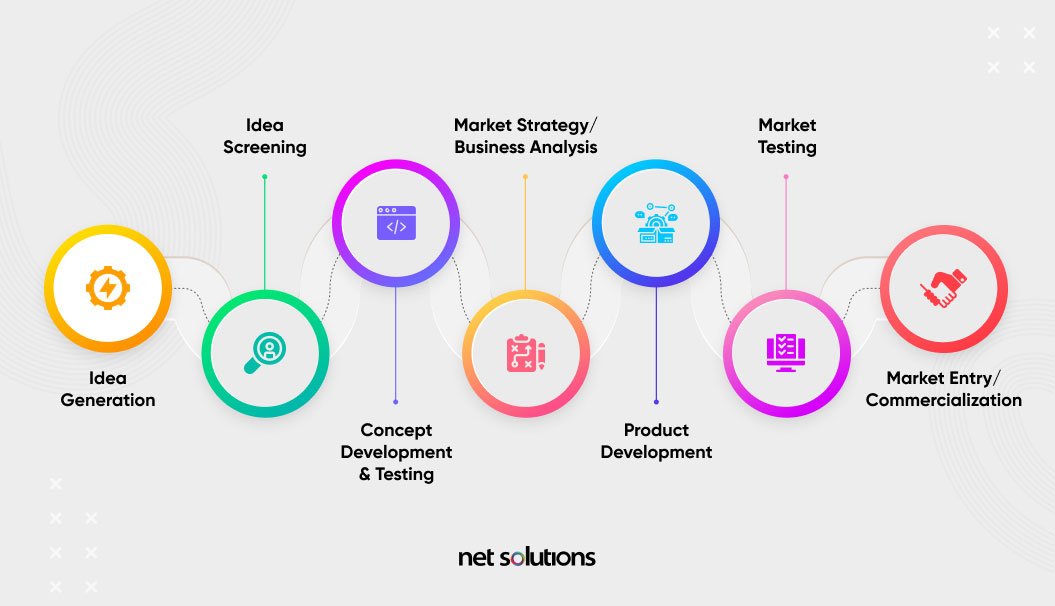 Idea
Generation
Idea
Screening
Concept
Development
& Testing
Market Strategy/
Business Analysis
Product
Development
Market
Testing
Market Entry/
Commercialization
net solutions